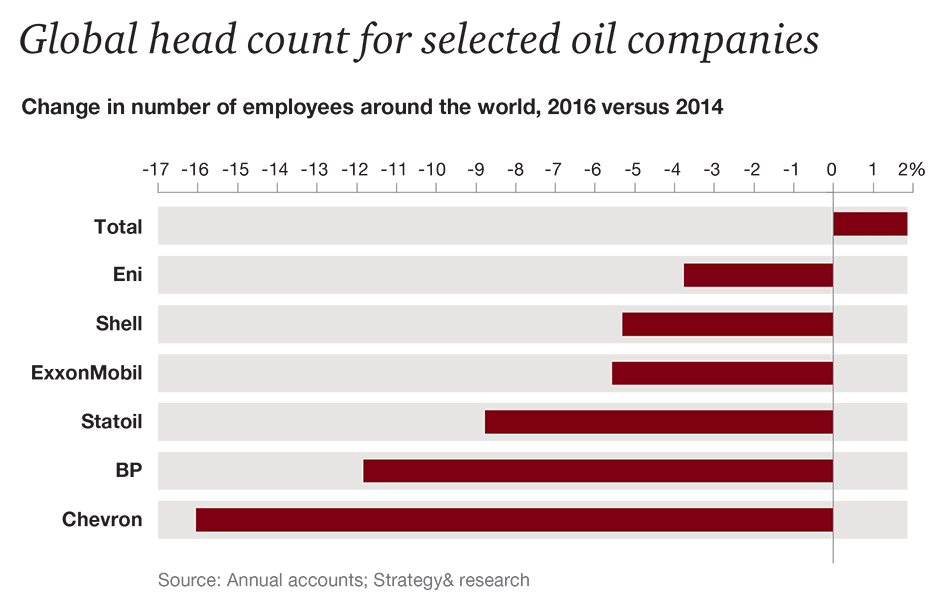 Global head count for selected oil companies
Change in number of employees around the world, 2016 versus 2014
-17 -16 -15 -14 -13 -12 -11 -10 -9 -8 -7 -6 -5 -4 -3 -2 -1 0 1 2%
Total
Eni
Shell
ExxonMobil
Statoil
BP
Chevron
Source: Annual accounts; Strategy& research